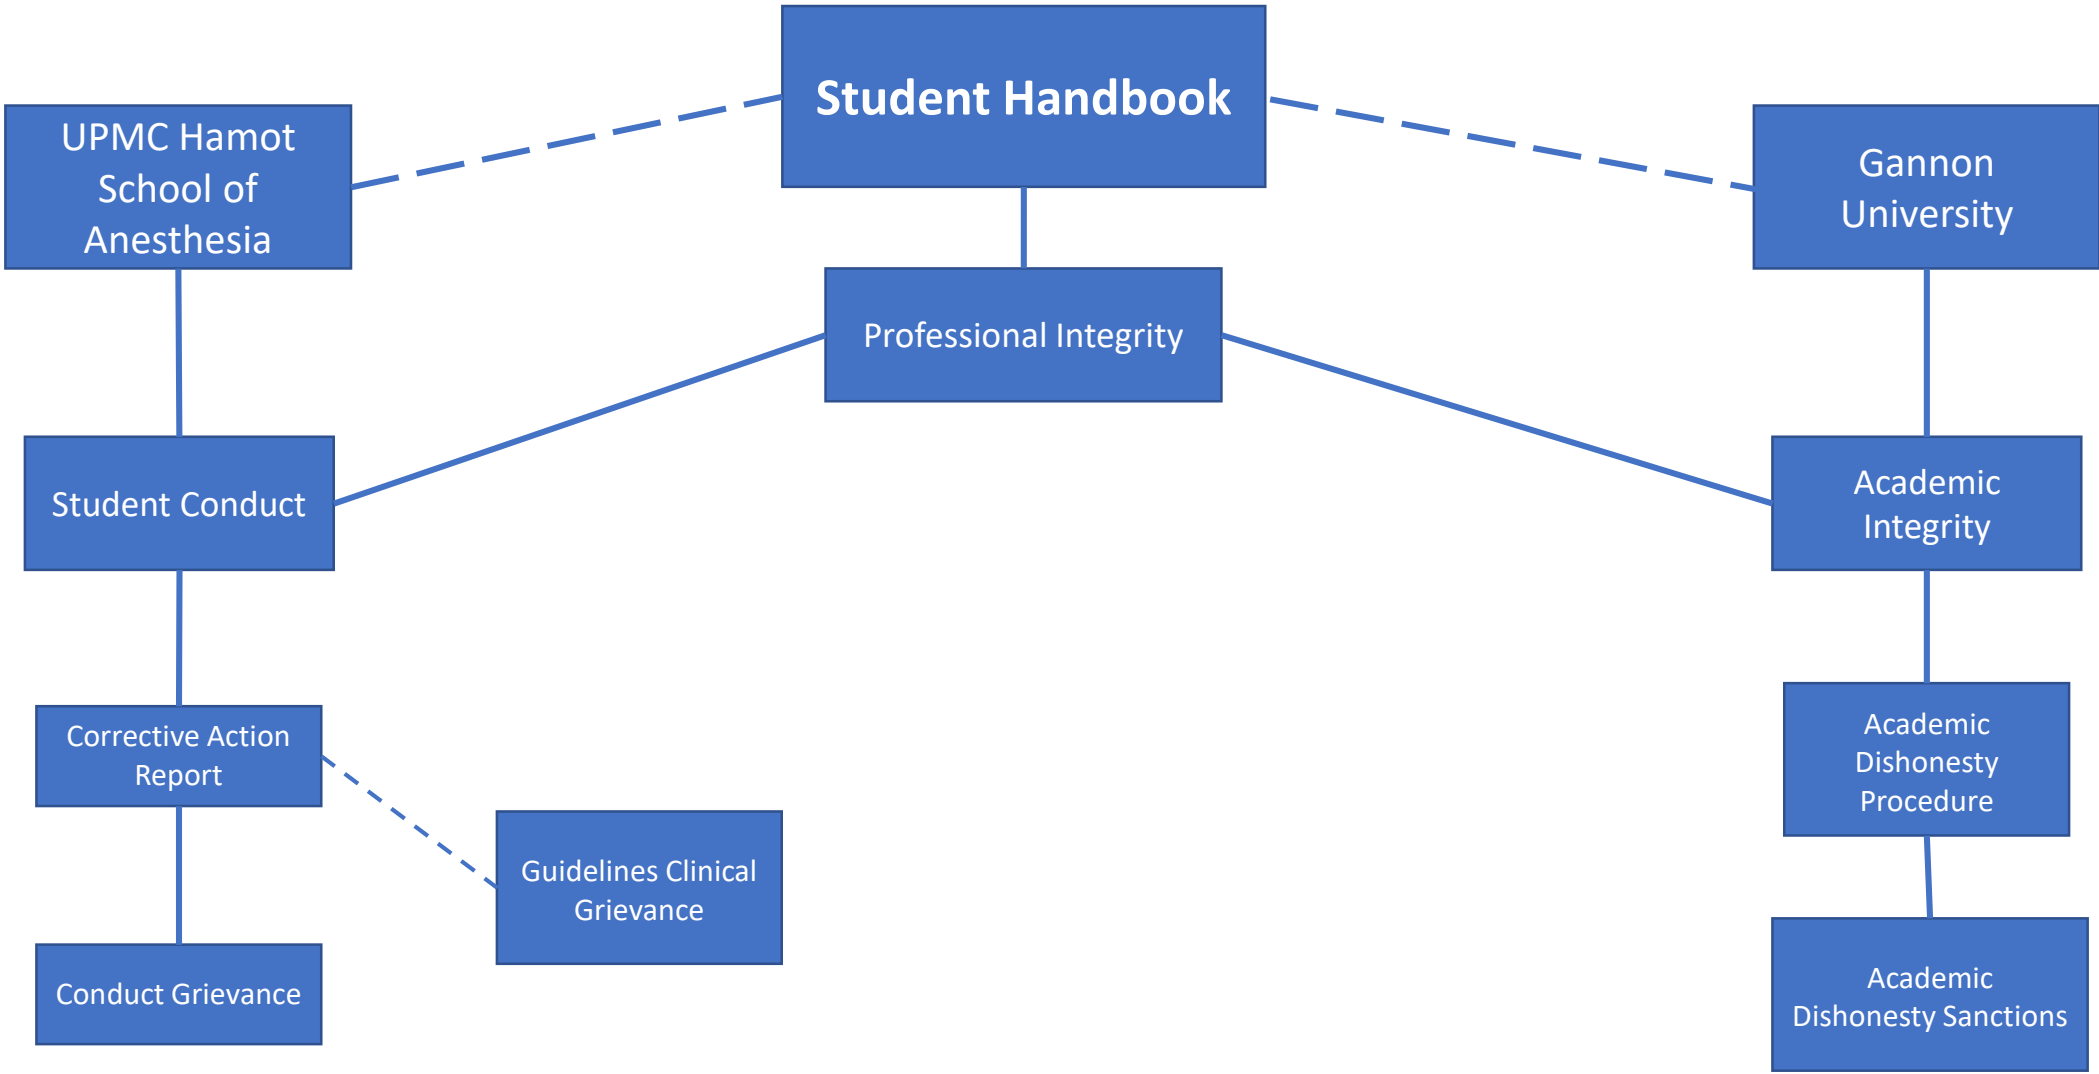 Student Handbook
UPMC Hamot
School of
Anesthesia
Gannon
University
Professional Integrity
Student Conduct
Academic
Integrity
Corrective Action
Report
Academic
Dishonesty
Procedure
Guidelines Clinical
Grievance
Conduct Grievance
Academic
Dishonesty Sanctions